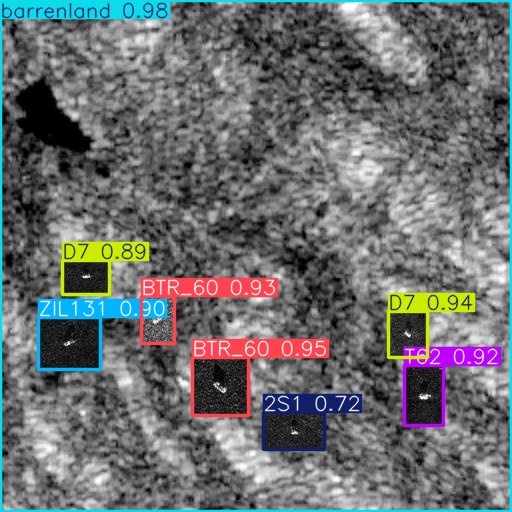 barrenland 0.98
D7 0.89
BTR_60 0.93
ZIL131 0.90
D7 0.94
BTR_60 0.95
T62 0.92
2S1 0.72